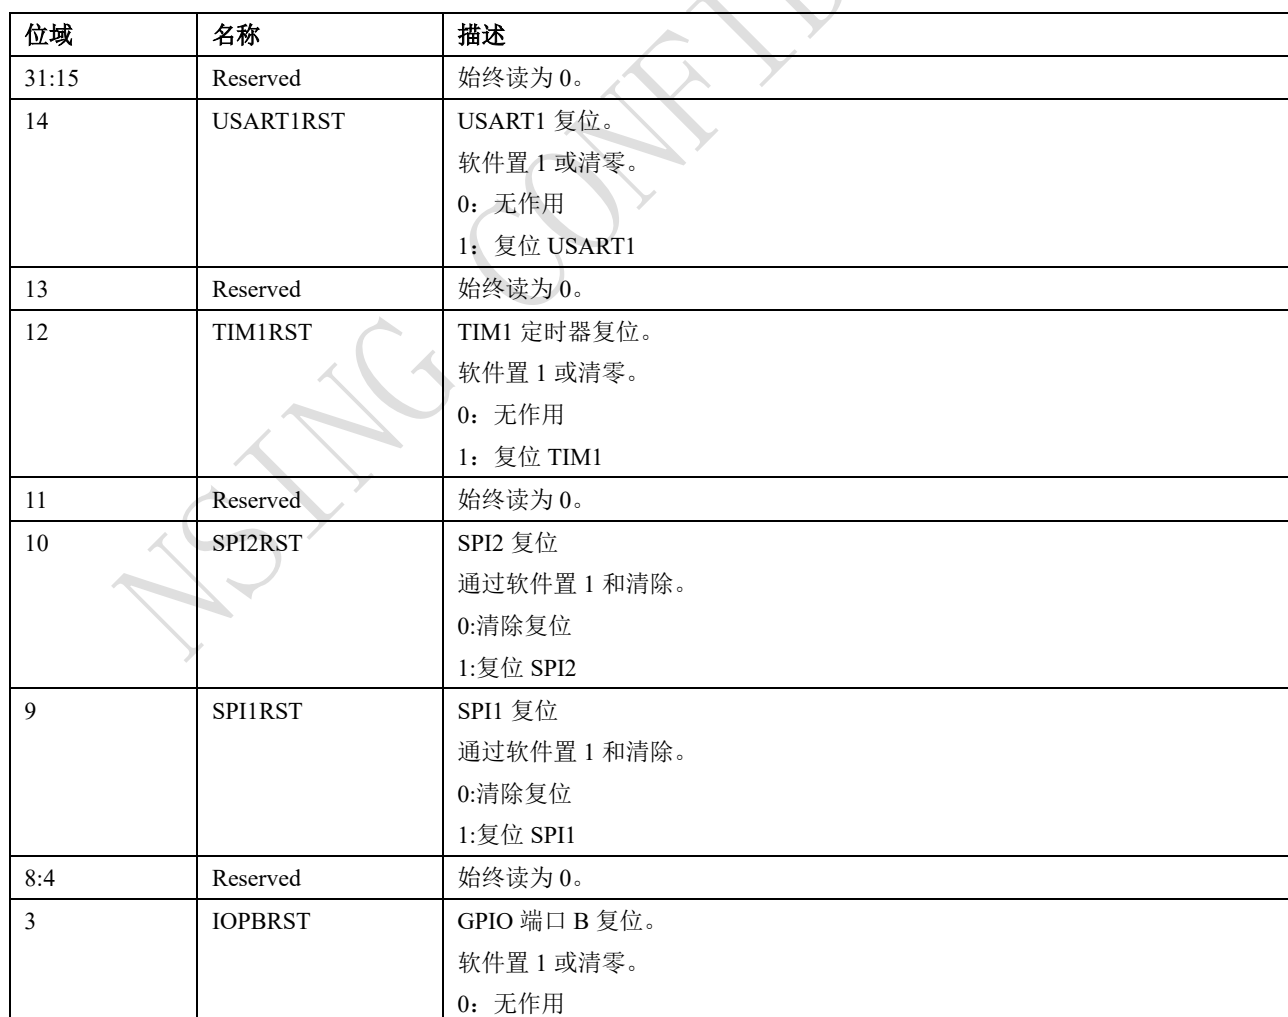 位域 名称 描述
31:15 Reserved 始终读为 0。
14 USART1RST USART1 复位。
软件置 1 或清零。
0：无作用
1：复位 USART1
13 Reserved 始终读为 0。
12 TIM1RST TIM1 定时器复位。
软件置 1 或清零。
0：无作用
1：复位 TIM1
11 Reserved 始终读为 0。
10 SPI2RST SPI2 复位
通过软件置 1 和清除。
0:清除复位
1:复位 SPI2
9 SPI1RST SPI1 复位
通过软件置 1 和清除。
0:清除复位
1:复位 SPI1
8:4 Reserved 始终读为 0。
3 IOPBRST GPIO 端口 B 复位。
软件置 1 或清零。
0：无作用
NSING CONFID